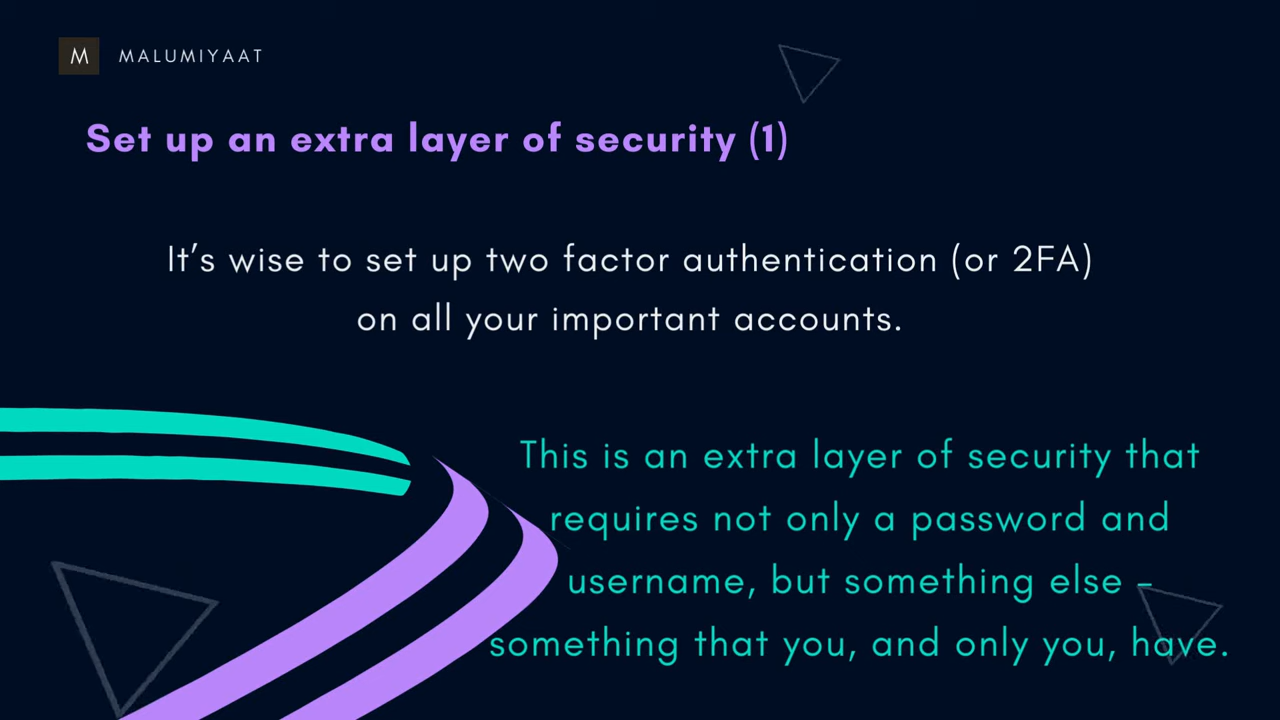 M MALUMIYAAT
Set up an extra layer of security (1)
It's wise to set up two factor authentication (or 2FA)
on all your important accounts.
This is an extra layer of security that
requires not only a password and
username, but something else –
something that you, and only you, have.